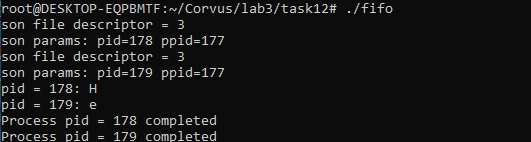 root@DESKTOP-EQPBMTF:~/Corvus/lab3/task12# ./fifo
son file descriptor = 3
son params: pid=178 ppid=177
son file descriptor = 3
son params: pid=179 ppid=177
pid = 178: H
pid = 179: e
Process pid = 178 completed
Process pid = 179 completed